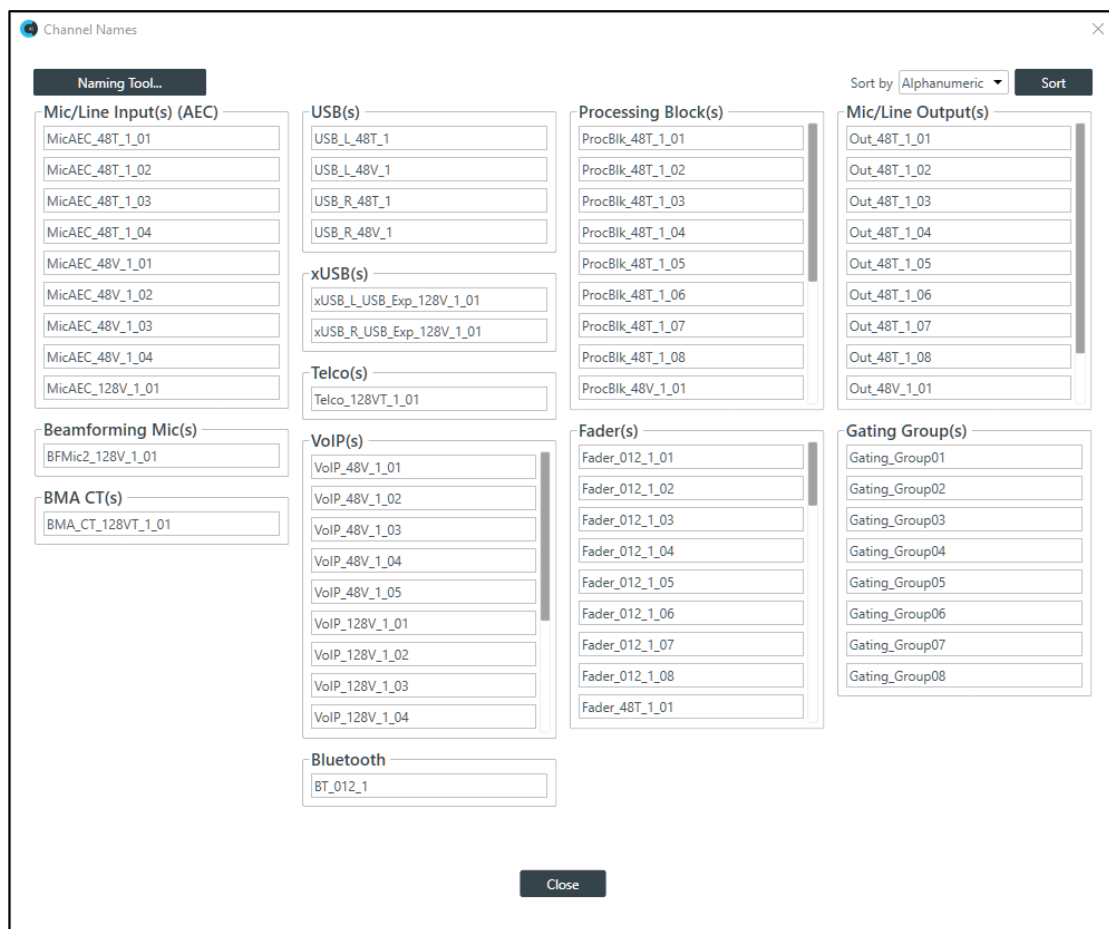 Channel Names
Naming Tool...
Sort by Alphanumeric Sort
Mic/Line Input(s) (AEC)
MicAEC_48T_1_01
MicAEC_48T_1_02
MicAEC_48T_1_03
MicAEC_48T_1_04
MicAEC_48V_1_01
MicAEC_48V_1_02
MicAEC_48V_1_03
MicAEC_48V_1_04
MicAEC_128V_1_01
Beamforming Mic(s)
BFMic2_128V_1_01
BMA CT(s)
BMA_CT_128VT_1_01
USB(s)
USB_L_48T_1
USB_L_48V_1
USB_R_48T_1
USB_R_48V_1
xUSB(s)
xUSB_L_USB_Exp_128V_1_01
xUSB_R_USB_Exp_128V_1_01
Telco(s)
Telco_128VT_1_01
VoIP(s)
VoIP_48V_1_01
VoIP_48V_1_02
VoIP_48V_1_03
VoIP_48V_1_04
VoIP_48V_1_05
VoIP_128V_1_01
VoIP_128V_1_02
VoIP_128V_1_03
VoIP_128V_1_04
Bluetooth
BT_012_1
Processing Block(s)
ProcBlk_48T_1_01
ProcBlk_48T_1_02
ProcBlk_48T_1_03
ProcBlk_48T_1_04
ProcBlk_48T_1_05
ProcBlk_48T_1_06
ProcBlk_48T_1_07
ProcBlk_48T_1_08
ProcBlk_48V_1_01
Fader(s)
Fader_012_1_01
Fader_012_1_02
Fader_012_1_03
Fader_012_1_04
Fader_012_1_05
Fader_012_1_06
Fader_012_1_07
Fader_012_1_08
Fader_48T_1_01
Mic/Line Output(s)
Out_48T_1_01
Out_48T_1_02
Out_48T_1_03
Out_48T_1_04
Out_48T_1_05
Out_48T_1_06
Out_48T_1_07
Out_48T_1_08
Out_48V_1_01
Gating Group(s)
Gating_Group01
Gating_Group02
Gating_Group03
Gating_Group04
Gating_Group05
Gating_Group06
Gating_Group07
Gating_Group08
Close